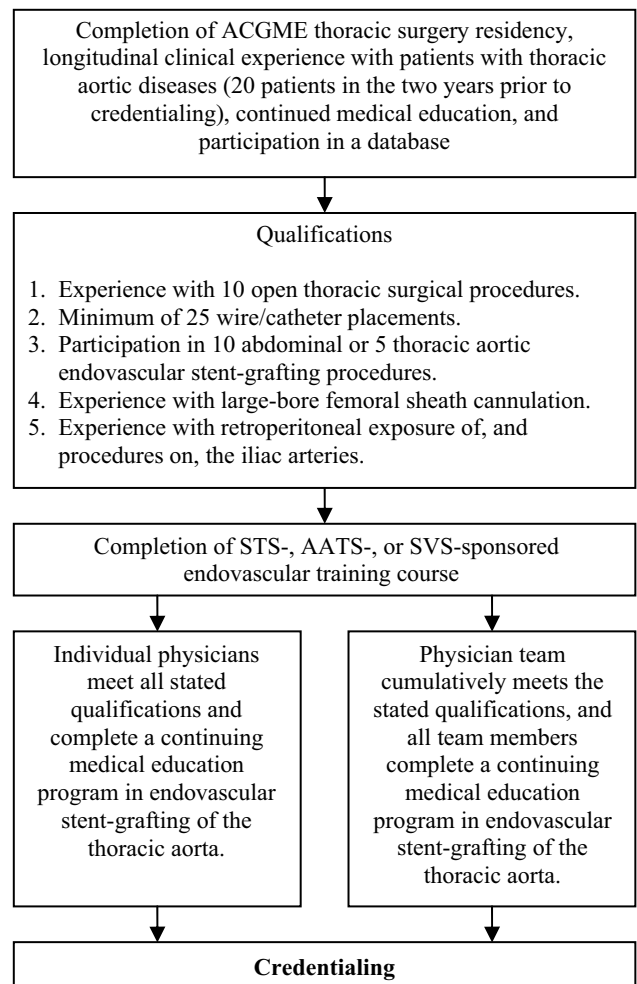 Completion of ACGME thoracic surgery residency,
longitudinal clinical experience with patients with thoracic
aortic diseases (20 patients in the two years prior to
credentialing), continued medical education, and
participation in a database
Qualifications
1. Experience with 10 open thoracic surgical procedures.
2. Minimum of 25 wire/catheter placements.
3. Participation in 10 abdominal or 5 thoracic aortic
endovascular stent-grafting procedures.
4. Experience with large-bore femoral sheath cannulation.
5. Experience with retroperitoneal exposure of, and
procedures on, the iliac arteries.
Completion of STS-, AATS-, or SVS-sponsored
endovascular training course
Individual physicians
meet all stated
qualifications and
complete a continuing
medical education
program in endovascular
stent-grafting of the
thoracic aorta.
Physician team
cumulatively meets the
stated qualifications, and
all team members
complete a continuing
medical education
program in endovascular
stent-grafting of the
thoracic aorta.
Credentialing